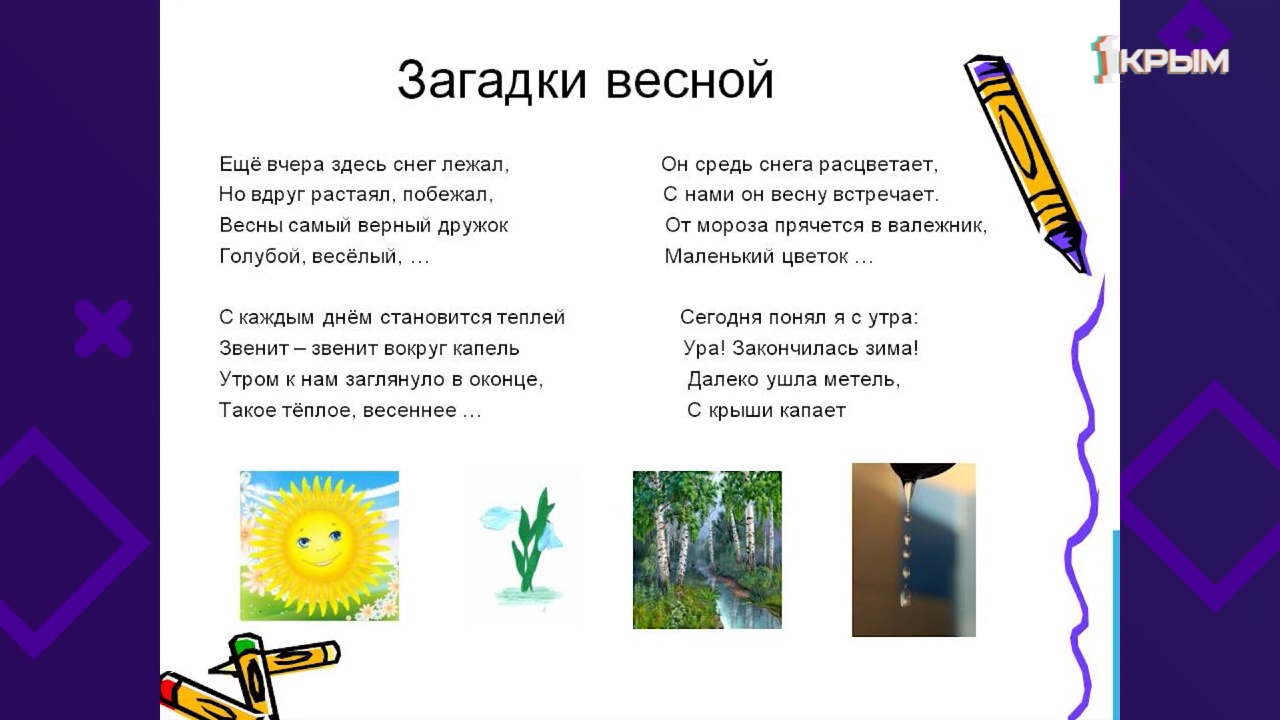 Загадки весной
1КРЫМ
Ещё вчера здесь снег лежал,
Но вдруг растаял, побежал,
Весны самый верный дружок
Голубой, весёлый, …
Он средь снега расцветает,
С нами он весну встречает.
От мороза прячется в валежник,
Маленький цветок …
С каждым днём становится теплей
Звенит – звенит вокруг капель
Утром к нам заглянуло в оконце,
Такое тёплое, весеннее …
Сегодня понял я с утра:
Ура! Закончилась зима!
Далеко ушла метель,
С крыши капает